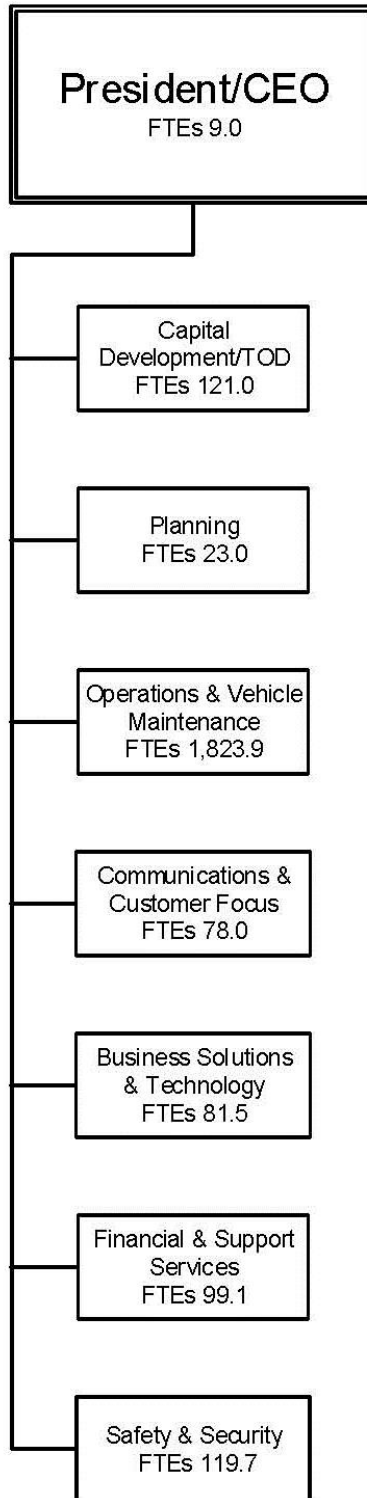 President/CEO
FTEs 9.0
Capital
Development/TOD
FTEs 121.0
Planning
FTEs 23.0
Operations & Vehicle
Maintenance
FTEs 1,823.9
Communications &
Customer Focus
FTEs 78.0
Business Solutions
& Technology
FTEs 81.5
Financial & Support
Services
FTEs 99.1
Safety & Security
FTEs 119.7